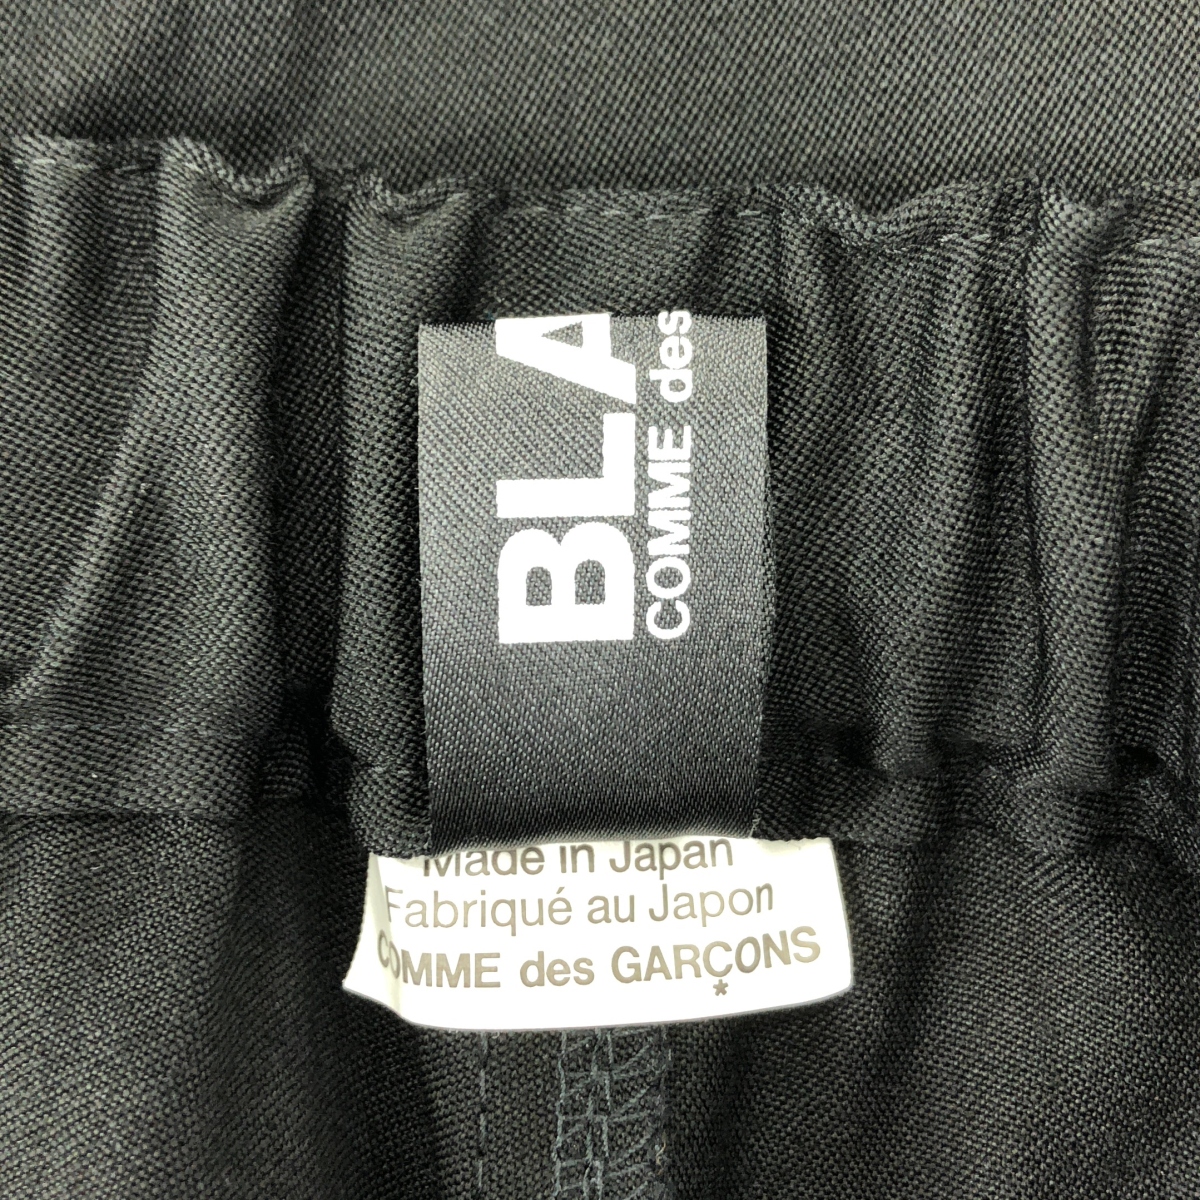 BLA
COMME des
Made in Japan
Fabriqué au Japon
COMME des GARÇONS
*